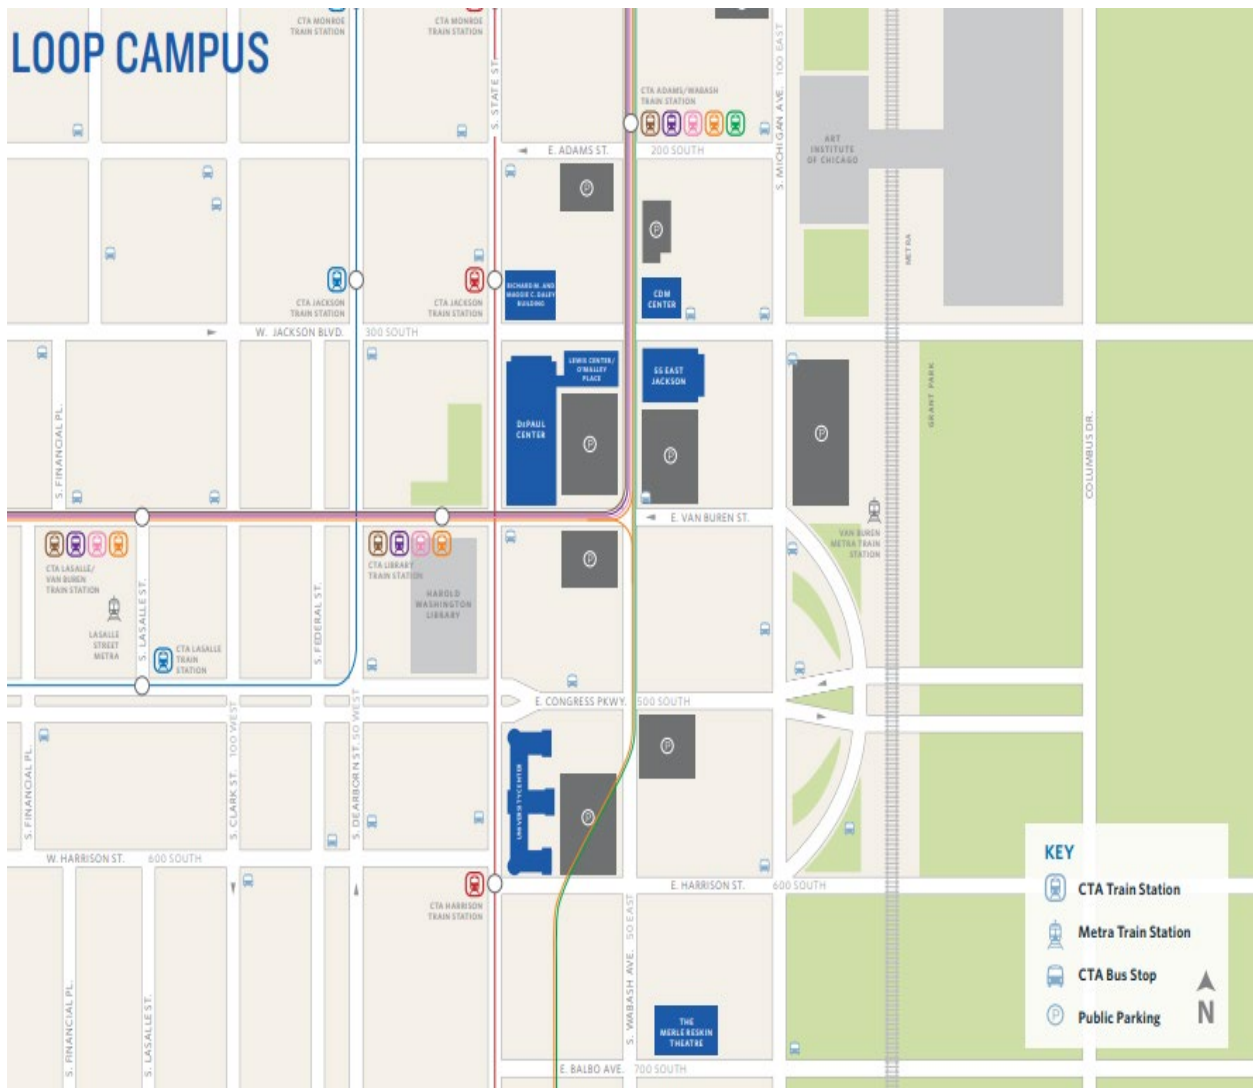 LOOP CAMPUS
CTA MONROE
TRAIN STATION
CTA MONROE
TRAIN STATION
S. STATE ST.
CTA ADAMS/WABASH
TRAIN STATION
S. MICHIGAN AVE. 100 EAST
ART
INSTITUTE
OF CHICAGO
E. ADAMS ST. 200 SOUTH
P
P
METRA
CTA JACKSON
TRAIN STATION
CTA JACKSON
TRAIN STATION
RICHARD M. AND
MAGGIE C. DALEY
BUILDING
CDM
CENTER
W. JACKSON BLVD. 300 SOUTH
LEWIS CENTER/
O'MALLEY
PLACE
55 EAST
JACKSON
DEPAUL
CENTER
P
P
P
GRANT PARK
COLUMBUS DR.
S. FINANCIAL PL.
E. VAN BUREN ST.
VAN BUREN
METRA TRAIN
STATION
CTA LASALLE/
VAN BUREN
TRAIN STATION
CTA LIBRARY
TRAIN STATION
P
HAROLD
WASHINGTON
LIBRARY
LASALLE
STREET
METRA
S. LASALLE ST.
CTA LASALLE
TRAIN
STATION
S. FEDERAL ST.
E. CONGRESS PKWY. 500 SOUTH
S. FINANCIAL PL.
S. CLARK ST. 100 WEST
S. DEARBORN ST. 50 WEST
UNIVERSITY CENTER
P
P
W. HARRISON ST. 600 SOUTH
E. HARRISON ST. 600 SOUTH
CTA HARRISON
TRAIN STATION
S. WABASH AVE. 50 EAST
S. FINANCIAL PL.
S. LASALLE ST.
THE
MERLE RESKIN
THEATRE
E. BALBO AVE. 700 SOUTH
KEY
CTA Train Station
Metra Train Station
CTA Bus Stop
P Public Parking
N